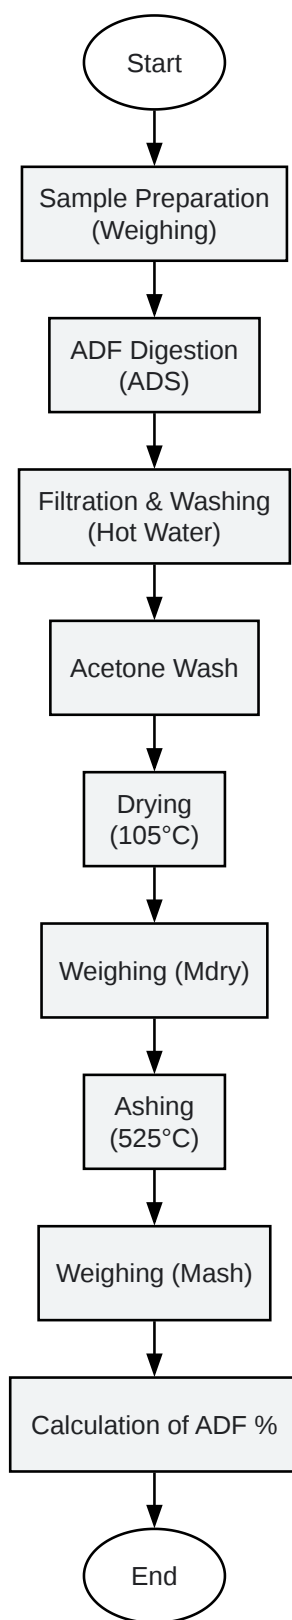 Start
Sample Preparation
(Weighing)
ADF Digestion
(ADS)
Filtration & Washing
(Hot Water)
Acetone Wash
Drying
(105°C)
Weighing (Mdry)
Ashing
(525°C)
Weighing (Mash)
Calculation of ADF %
End